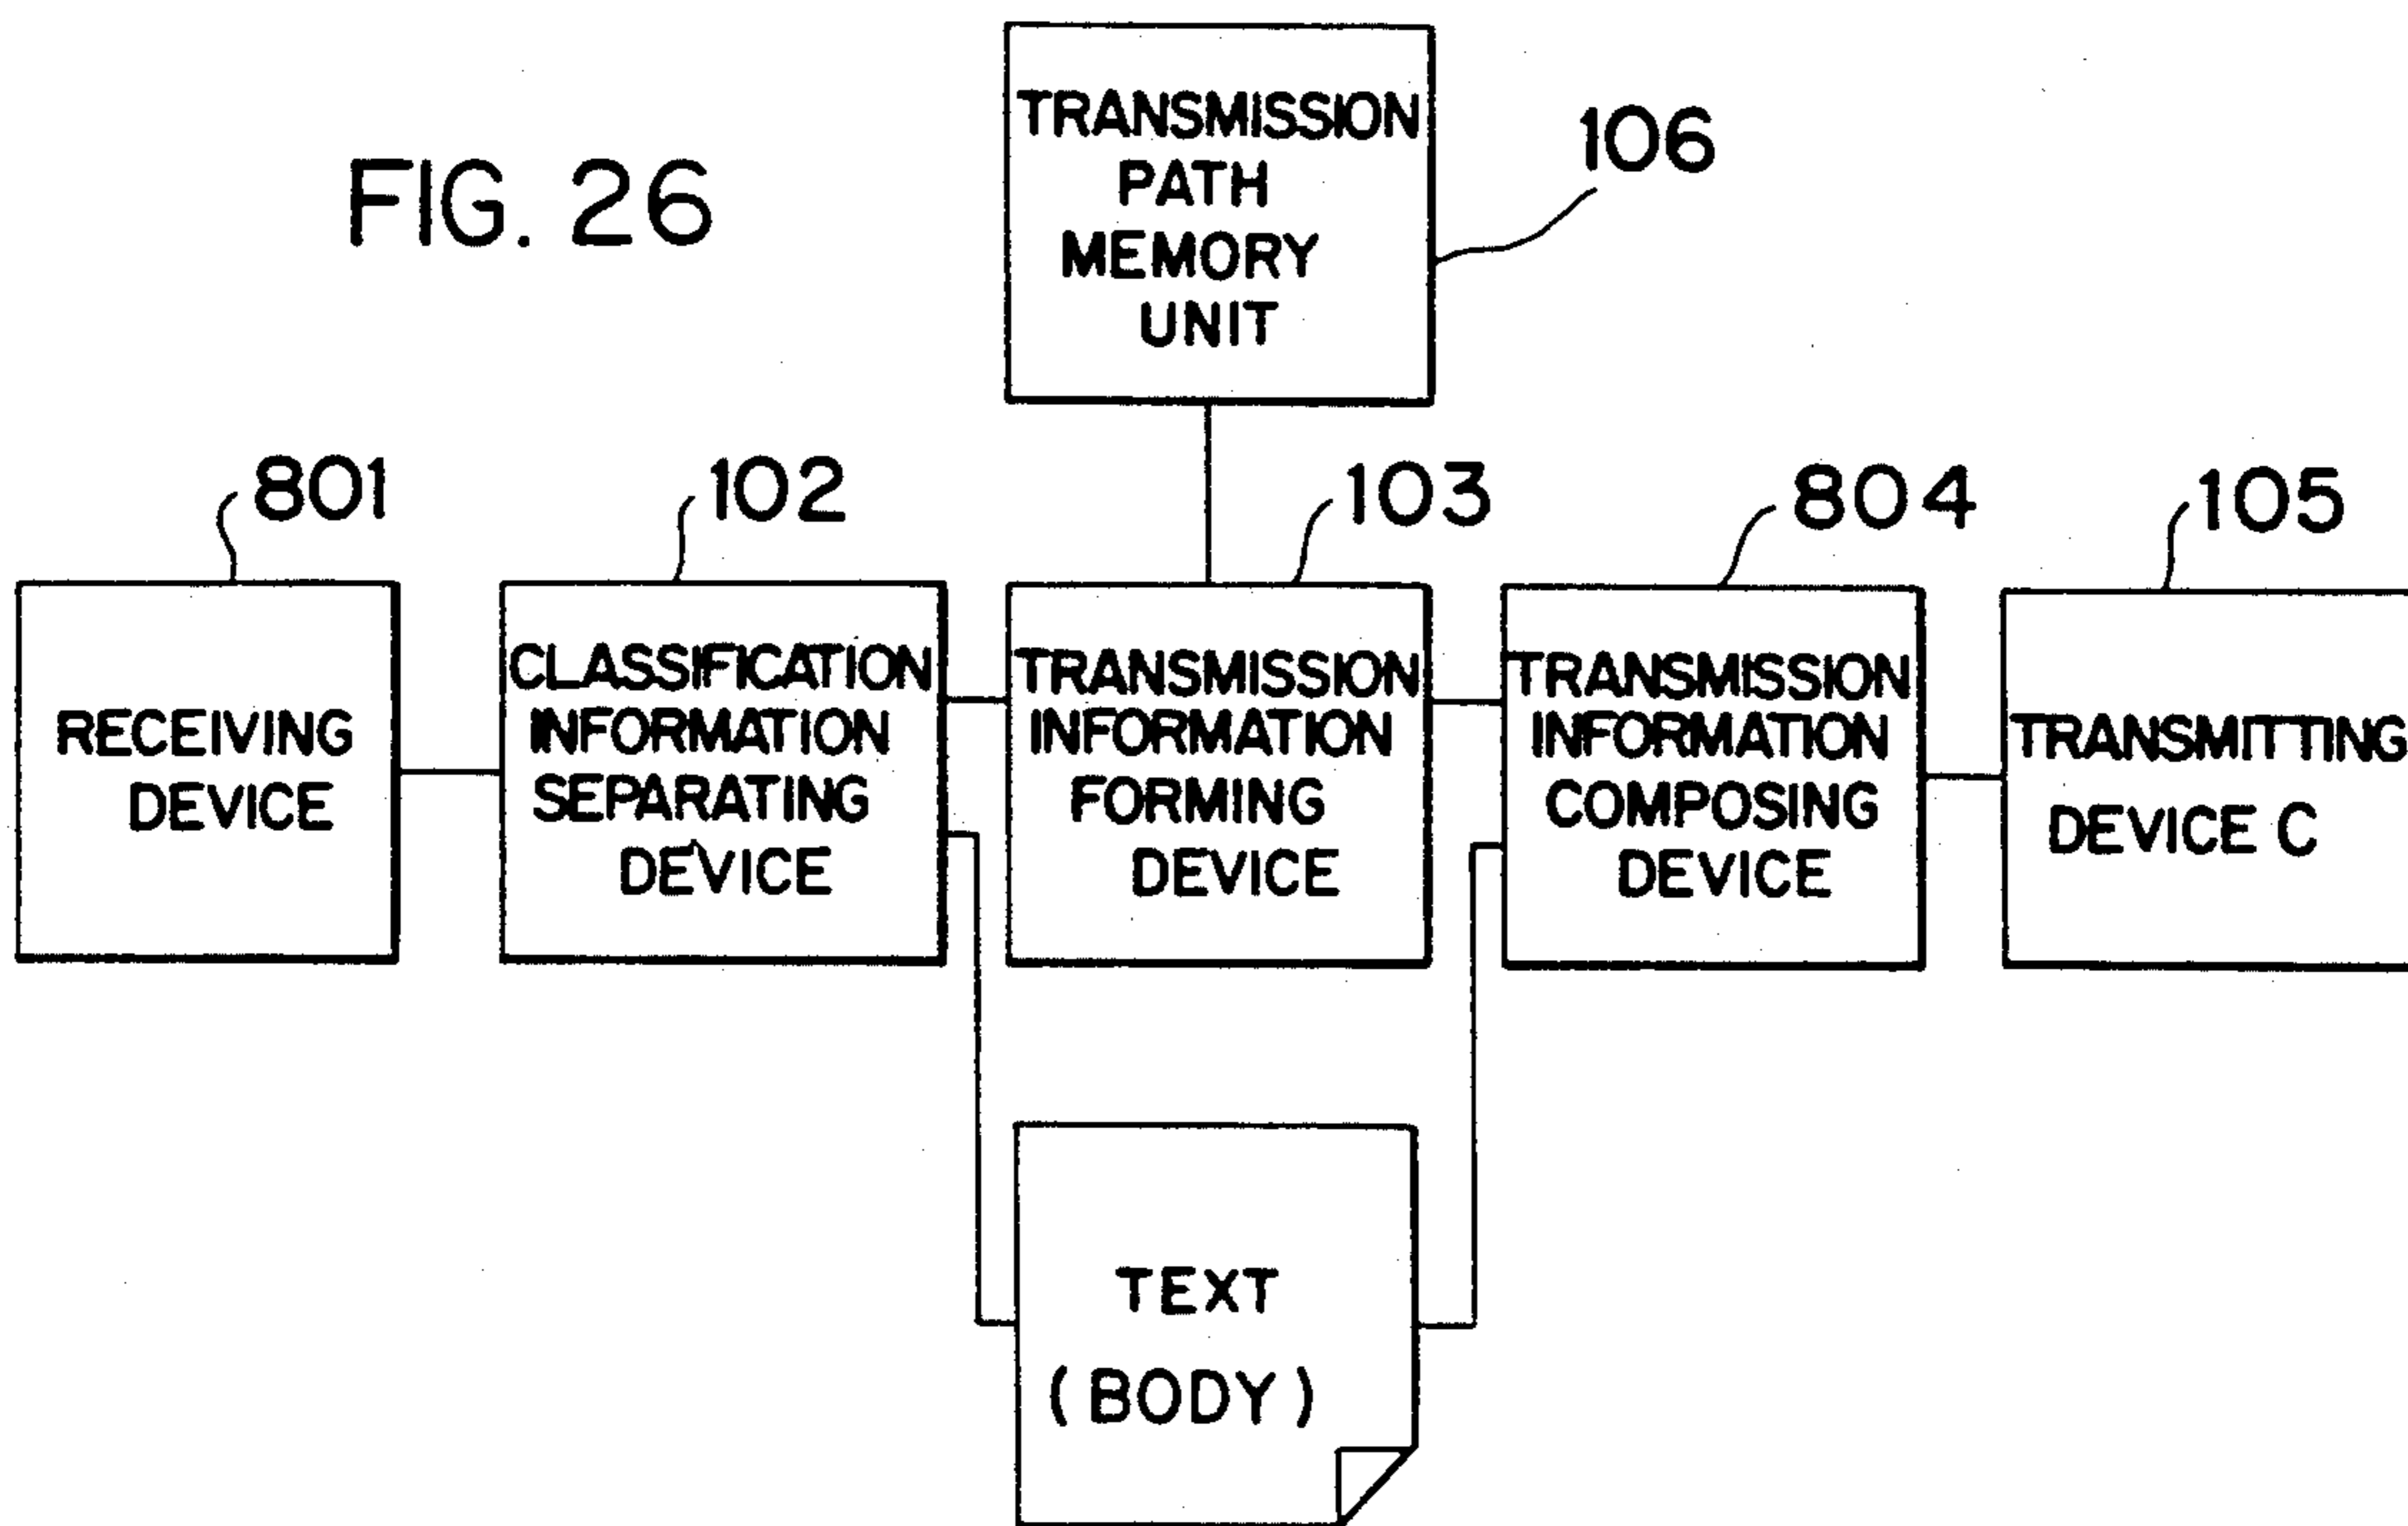 FIG. 26
TRANSMISSION
PATH
MEMORY
UNIT
106
801
102
103
804
105
RECEIVING
DEVICE
CLASSIFICATION
INFORMATION
SEPARATING
DEVICE
TRANSMISSION
INFORMATION
FORMING
DEVICE
TRANSMISSION
INFORMATION
COMPOSING
DEVICE
TRANSMITTING
DEVICE C
TEXT
(BODY)